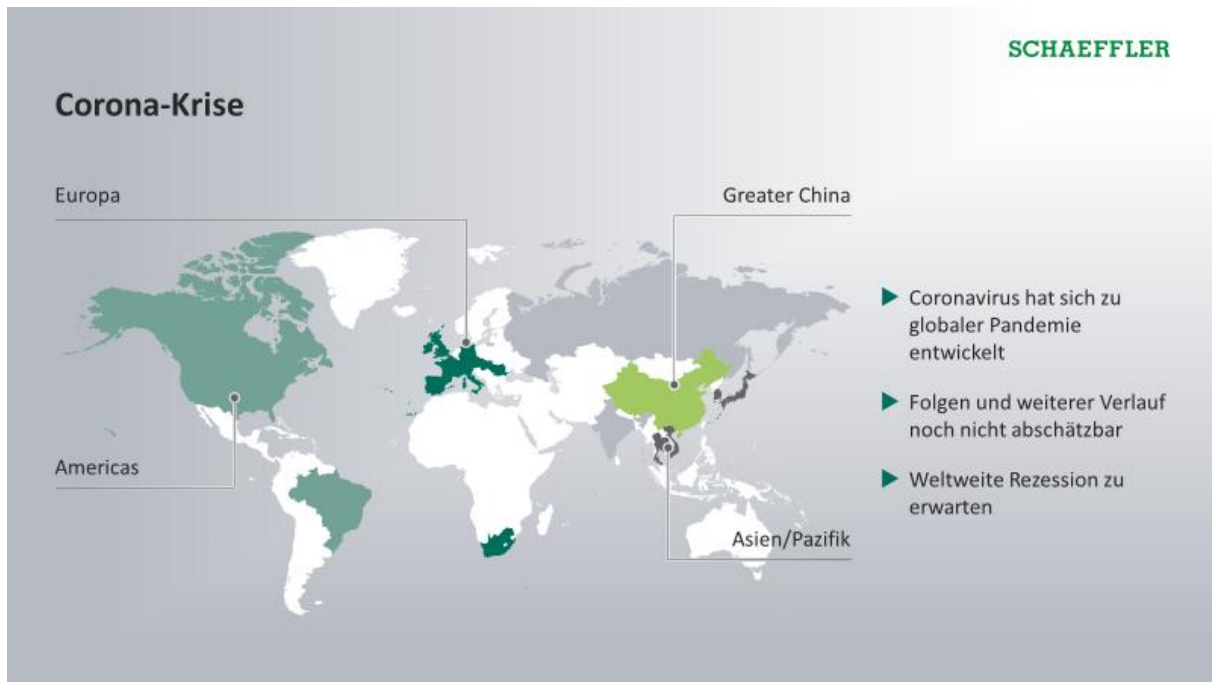 SCHAEFFLER
Corona-Krise
Europa
Greater China
Americas
Asien/Pazifik
Coronavirus hat sich zu
globaler Pandemie
entwickelt
Folgen und weiterer Verlauf
noch nicht abschätzbar
Weltweite Rezession zu
erwarten